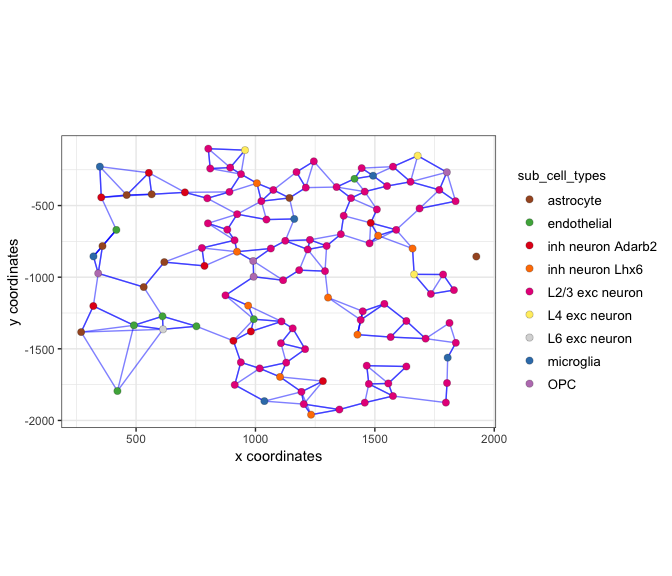 sub_cell_types
astrocyte
endothelial
inh neuron Adarb2
inh neuron Lhx6
L2/3 exc neuron
L4 exc neuron
L6 exc neuron
microglia
OPC
y coordinates
-500
-1000
-1500
-2000
500
1000
1500
2000
x coordinates